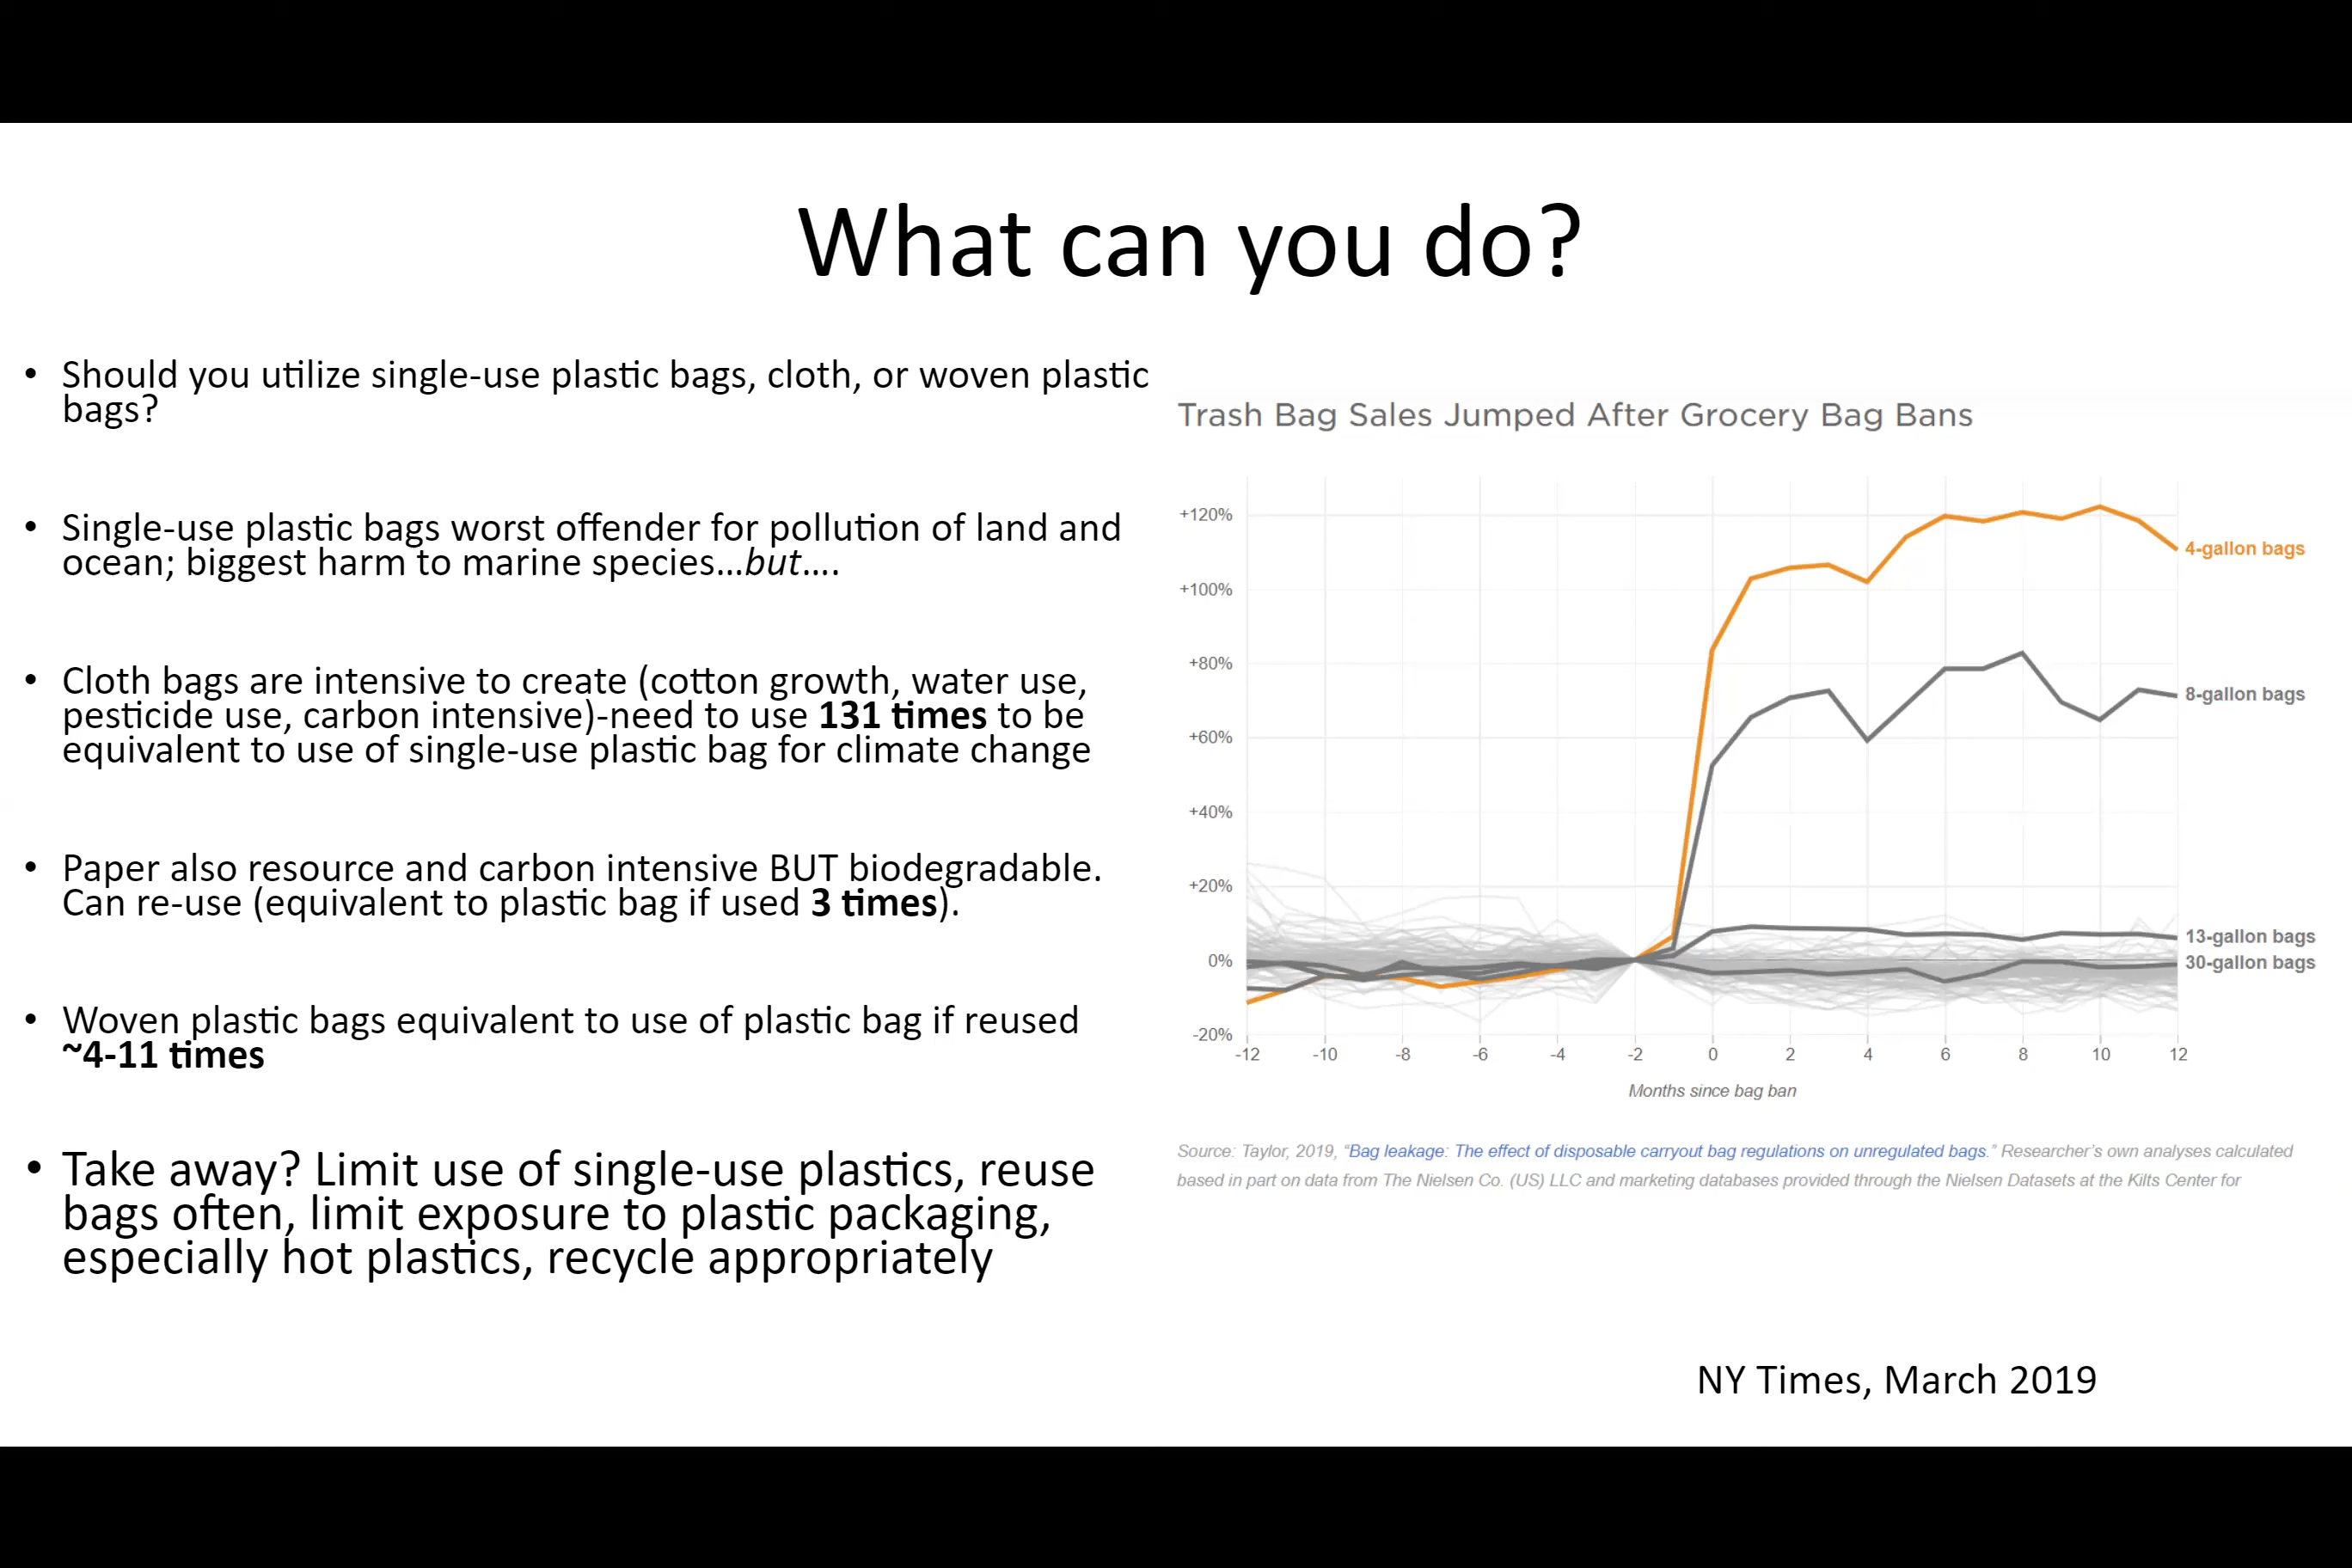 What can you do?
• Should you utilize single-use plastic bags, cloth, or woven plastic
bags?
• Single-use plastic bags worst offender for pollution of land and
ocean; biggest harm to marine species…but….
• Cloth bags are intensive to create (cotton growth, water use,
pesticide use, carbon intensive)-need to use 131 times to be
equivalent to use of single-use plastic bag for climate change
• Paper also resource and carbon intensive BUT biodegradable.
Can re-use (equivalent to plastic bag if used 3 times).
• Woven plastic bags equivalent to use of plastic bag if reused
~4-11 times
• Take away? Limit use of single-use plastics, reuse
bags often, limit exposure to plastic packaging,
especially hot plastics, recycle appropriately
Trash Bag Sales Jumped After Grocery Bag Bans
+120%
+100%
+80%
+60%
+40%
+20%
0%
-20%
4-gallon bags
8-gallon bags
13-gallon bags
30-gallon bags
-12 -10 -8 -6 -4 -2 0 2 4 6 8 10 12
Months since bag ban
Source: Taylor, 2019, “Bag leakage: The effect of disposable carryout bag regulations on unregulated bags.” Researcher’s own analyses calculated
based in part on data from The Nielsen Co. (US) LLC and marketing databases provided through the Nielsen Datasets at the Kilts Center for
NY Times, March 2019